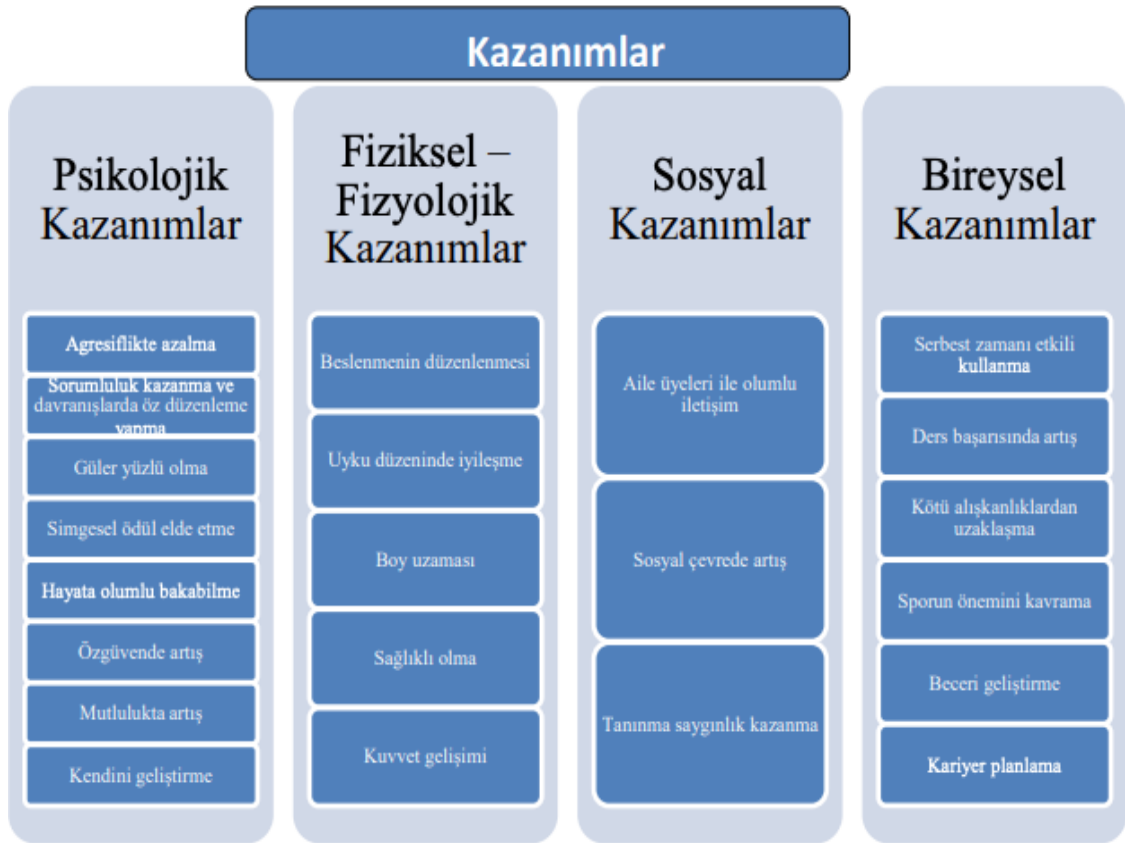 Kazanımlar
Psikolojik
Kazanımlar
Agresiflikte azalma
Sorumluluk kazanma ve
davranışlarda öz düzenleme
yapma
Güler yüzlü olma
Simgesel ödül elde etme
Hayata olumlu bakabilme
Özgüvende artış
Mutlulukta artış
Kendini geliştirme
Fiziksel –
Fizyolojik
Kazanımlar
Beslenmenin düzenlenmesi
Uyku düzeninde iyileşme
Boy uzaması
Sağlıklı olma
Kuvvet gelişimi
Sosyal
Kazanımlar
Aile üyeleri ile olumlu
iletişim
Sosyal çevrede artış
Tanınma saygınlık kazanma
Bireysel
Kazanımlar
Serbest zamanı etkili
kullanma
Ders başarısında artış
Kötü alışkanlıklardan
uzaklaşma
Sporun önemini kavrama
Beceri geliştirme
Kariyer planlama